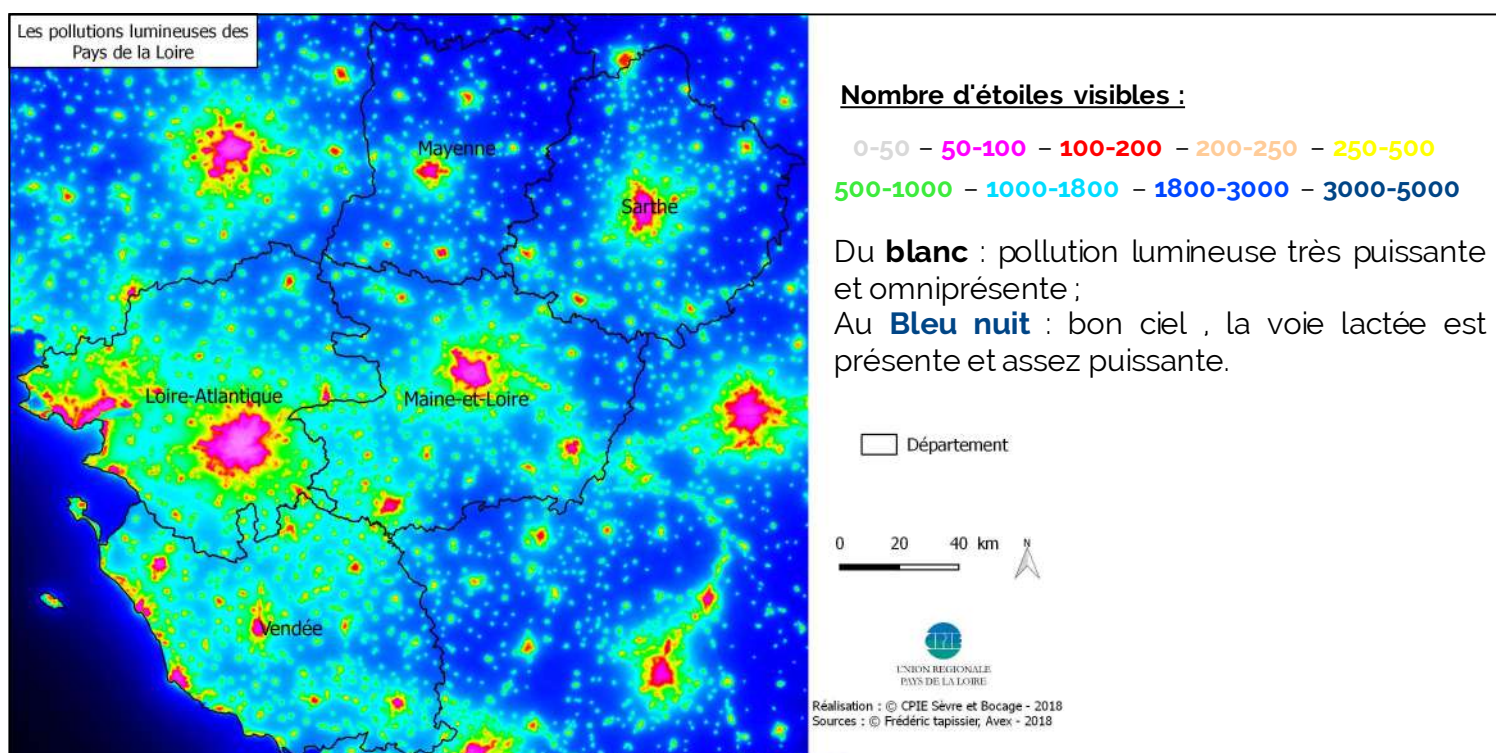 Les pollutions lumineuses des
Pays de la Loire
Mayenne
Sarthe
Loire-Atlantique
Maine-et-Loire
Vendée
Nombre d'étoiles visibles :
0-50 – 50-100 – 100-200 – 200-250 – 250-500
500-1000 – 1000-1800 – 1800-3000 – 3000-5000
Du blanc : pollution lumineuse très puissante
et omniprésente ;
Au Bleu nuit : bon ciel , la voie lactée est
présente et assez puissante.
Département
0 20 40 km
N
CPIE
UNION REGIONALE
PAYS DE LA LOIRE
Réalisation : © CPIE Sèvre et Bocage - 2018
Sources : © Frédéric tapissier, Avex - 2018